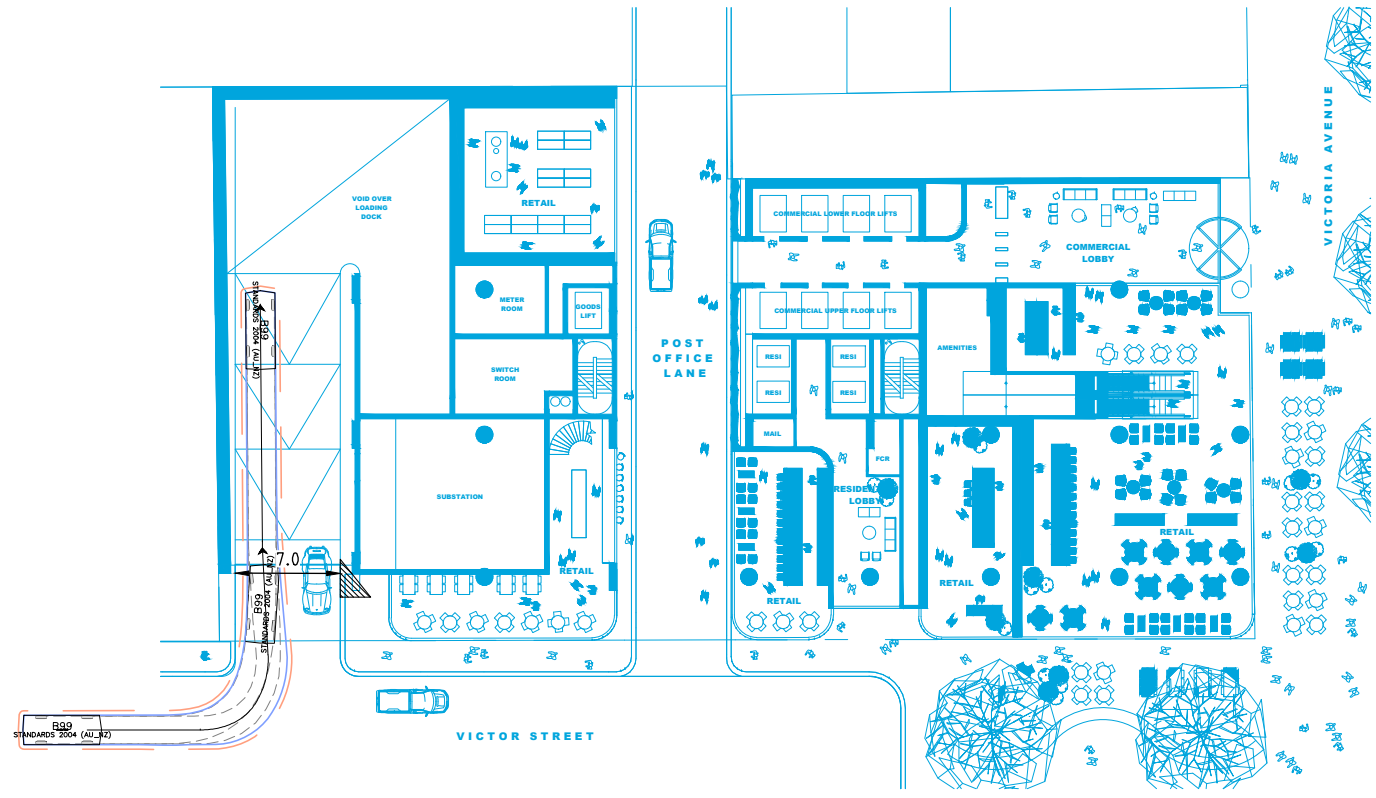 VICTORIA AVENUE
VOID OVER
LOADING
DOCK
RETAIL
COMMERCIAL LOWER FLOOR LIFTS
COMMERCIAL
LOBBY
METER
ROOM
GOODS
LIFT
COMMERCIAL UPPER FLOOR LIFTS
STANDARDS 2004 (AU_NZ)
B99
POST
OFFICE
LANE
SWITCH
ROOM
RESI
RESI
RESI
RESI
AMENITIES
MAIL
FCR
SUBSTATION
RESIDENTIAL
LOBBY
RETAIL
7.0
RETAIL
RETAIL
RETAIL
B99
STANDARDS 2004 (AU_NZ)
B99
STANDARDS 2004 (AU_NZ)
VICTOR STREET